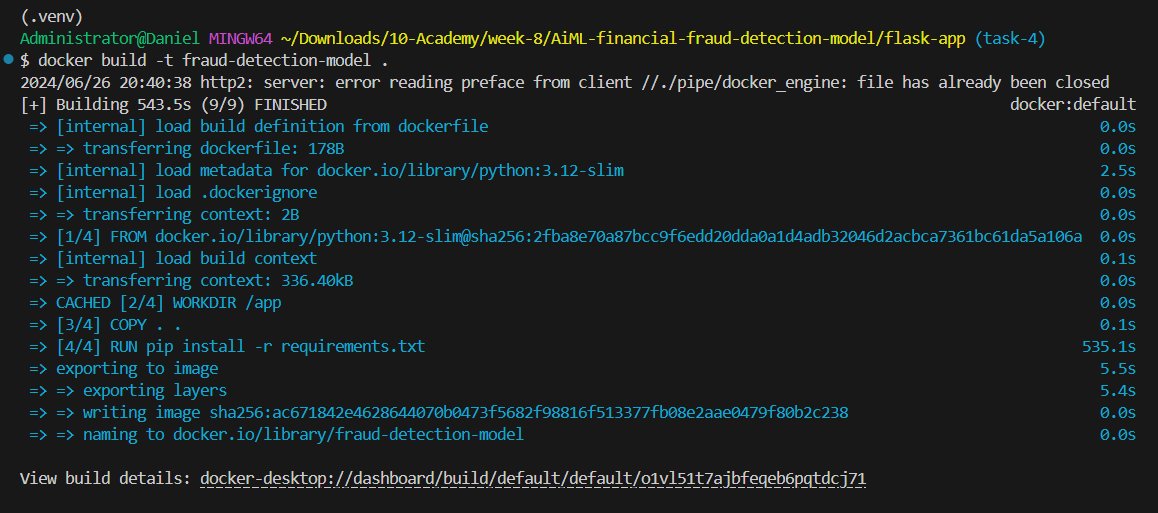 (.venv)
Administrator@Daniel MINGW64 ~/Downloads/10-Academy/week-8/AiML-financial-fraud-detection-model/flask-app (task-4)
$ docker build -t fraud-detection-model .
2024/06/26 20:40:38 http2: server: error reading preface from client //./pipe/docker_engine: file has already been closed
[+] Building 543.5s (9/9) FINISHED docker:default
=> [internal] load build definition from dockerfile 0.0s
=> => transferring dockerfile: 178B 0.0s
=> [internal] load metadata for docker.io/library/python:3.12-slim 2.5s
=> [internal] load .dockerignore 0.0s
=> => transferring context: 2B 0.0s
=> [1/4] FROM docker.io/library/python:3.12-slim@sha256:2fba8e70a87bcc9f6edd20dda0a1d4adb32046d2acbca7361bc61da5a106a 0.0s
=> [internal] load build context 0.1s
=> => transferring context: 336.40kB 0.0s
=> CACHED [2/4] WORKDIR /app 0.0s
=> [3/4] COPY . . 0.1s
=> [4/4] RUN pip install -r requirements.txt 535.1s
=> exporting to image 5.5s
=> => exporting layers 5.4s
=> => writing image sha256:ac671842e4628644070b0473f5682f98816f513377fb08e2aae0479f80b2c238 0.0s
=> => naming to docker.io/library/fraud-detection-model 0.0s
View build details: docker-desktop://dashboard/build/default/default/o1vl51t7ajbfeqeb6pqtdcj71